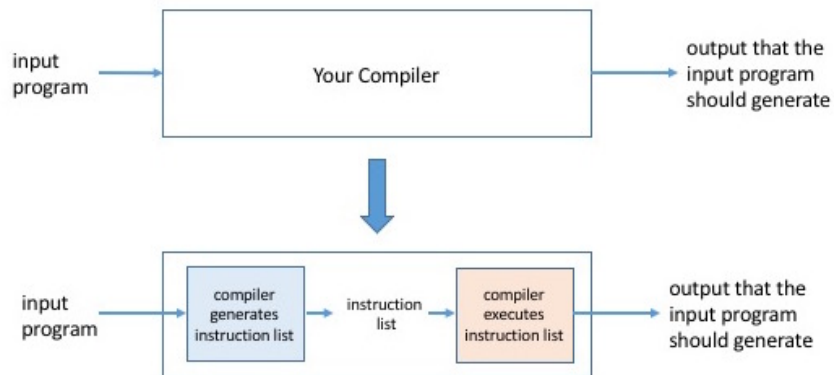 input
program
Your Compiler
output that the
input program
should generate
input
program
compiler
generates
instruction list
instruction
list
compiler
executes
instruction list
output that the
input program
should generate